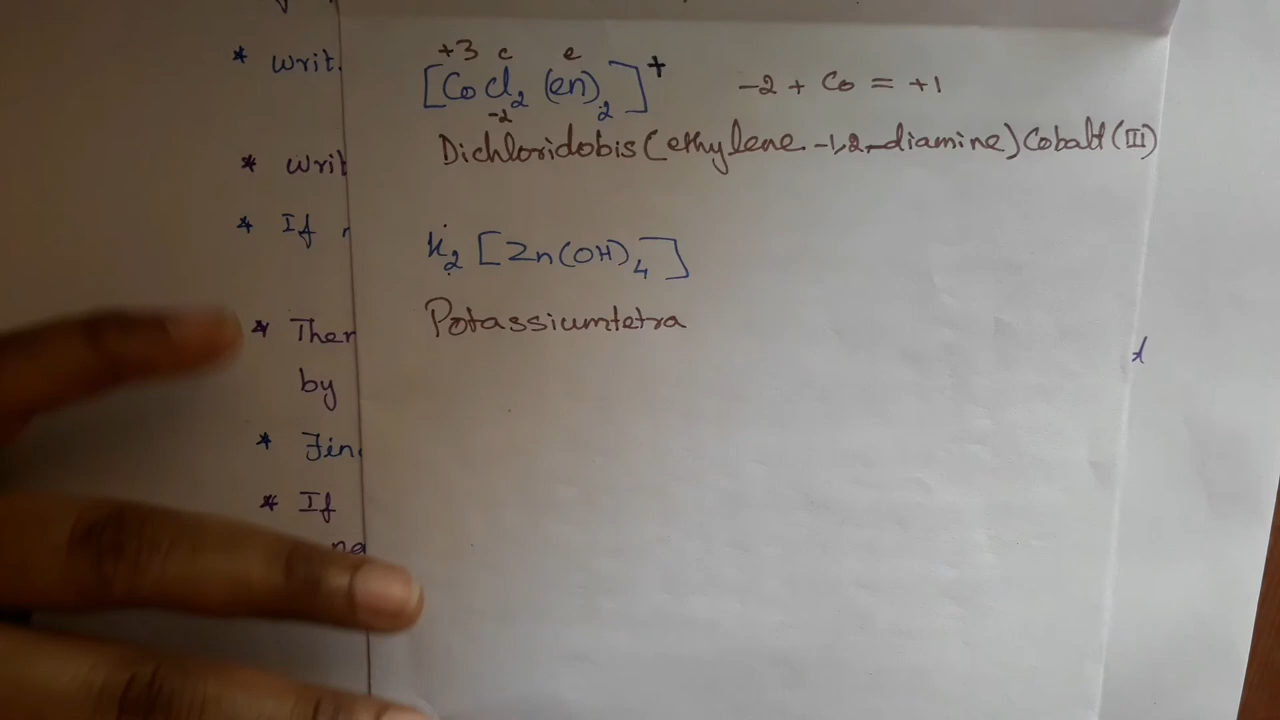 * Writ
* Writ
* If
* Ther
by
* Fin
* If
+3 c e
[CoCl2 (en)2]+ -2 + Co = +1
-2
Dichloridobis(ethylene-1,2-diamine)Cobalt(III)
K2[Zn(OH)4]
Potassiumtetra